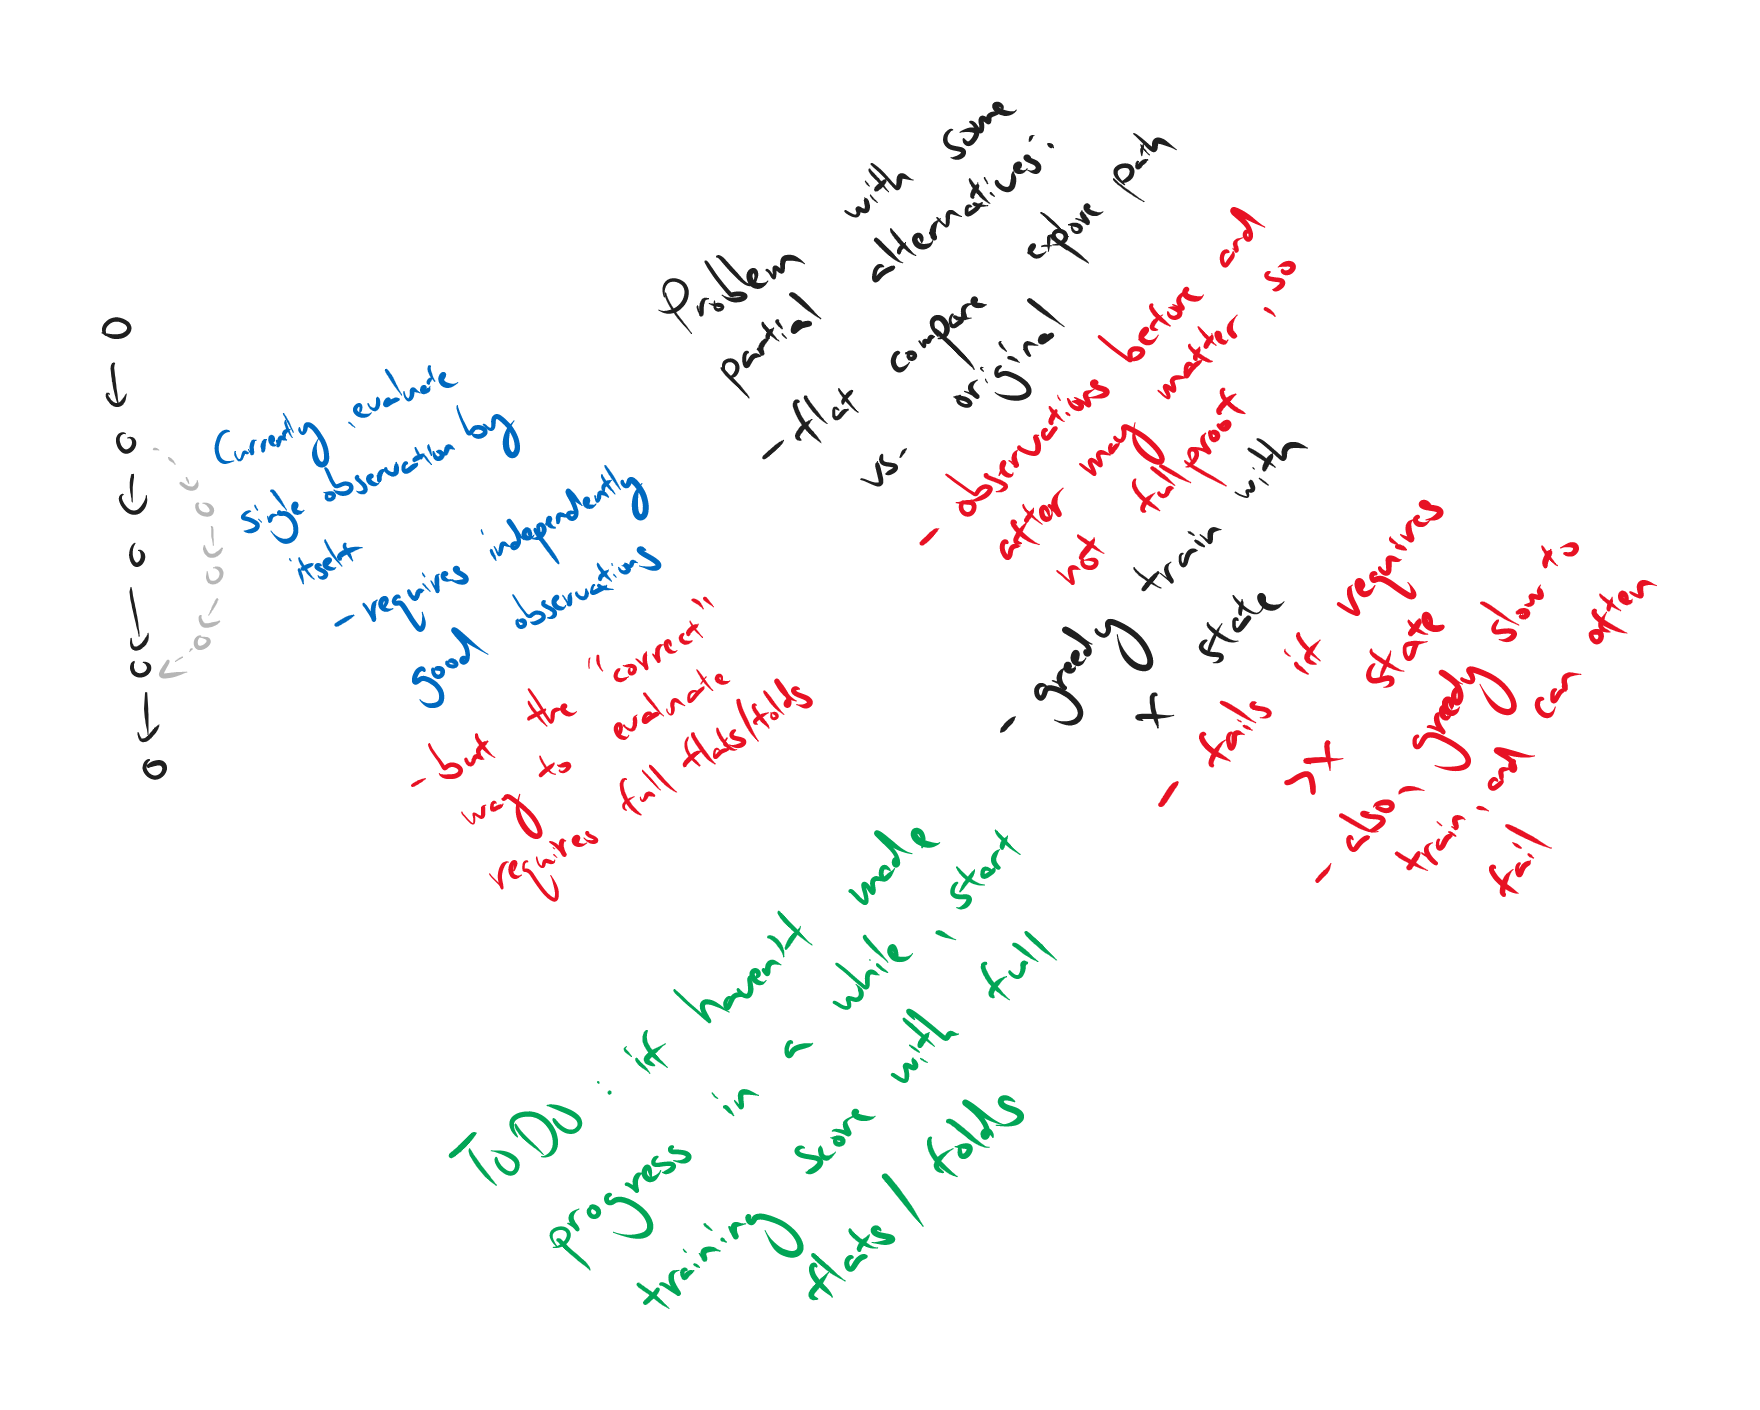 Currently, evaluate
single observation by
itself
- requires independently
good observations
- but the "correct"
way to evaluate
requires full flats/folds
Problem with some
partial alternatives:
- flat compare explore path
vs. original
- observations before and
after may matter, so
not full proof
- greedy train with
+ state
- fails if requires
>1 state
- also, greedy slow to
train, and can often
fail
ToDo: if haven't made
progress in a while, start
training score with full
flats/folds